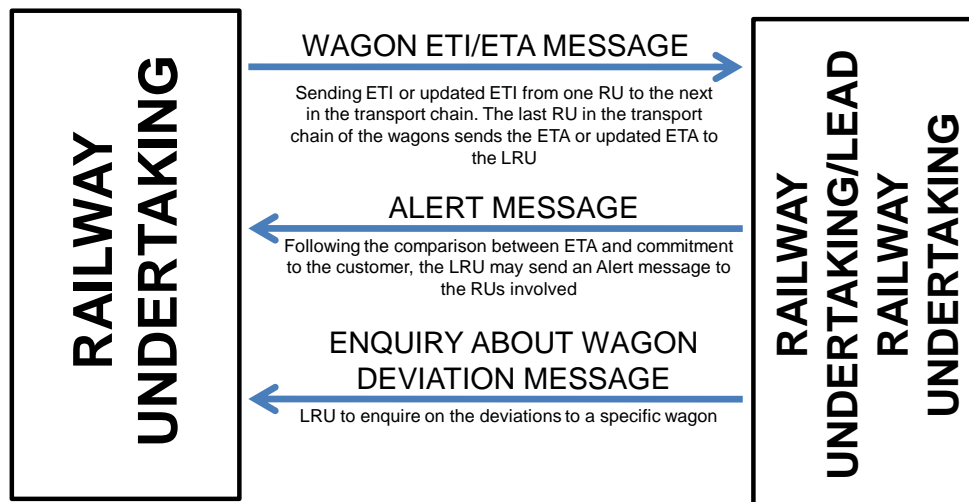 RAILWAY
UNDERTAKING
WAGON ETI/ETA MESSAGE
Sending ETI or updated ETI from one RU to the next
in the transport chain. The last RU in the transport
chain of the wagons sends the ETA or updated ETA to
the LRU
ALERT MESSAGE
Following the comparison between ETA and commitment
to the customer, the LRU may send an Alert message to
the RUs involved
ENQUIRY ABOUT WAGON
DEVIATION MESSAGE
LRU to enquire on the deviations to a specific wagon
RAILWAY
UNDERTAKING/LEAD
RAILWAY
UNDERTAKING